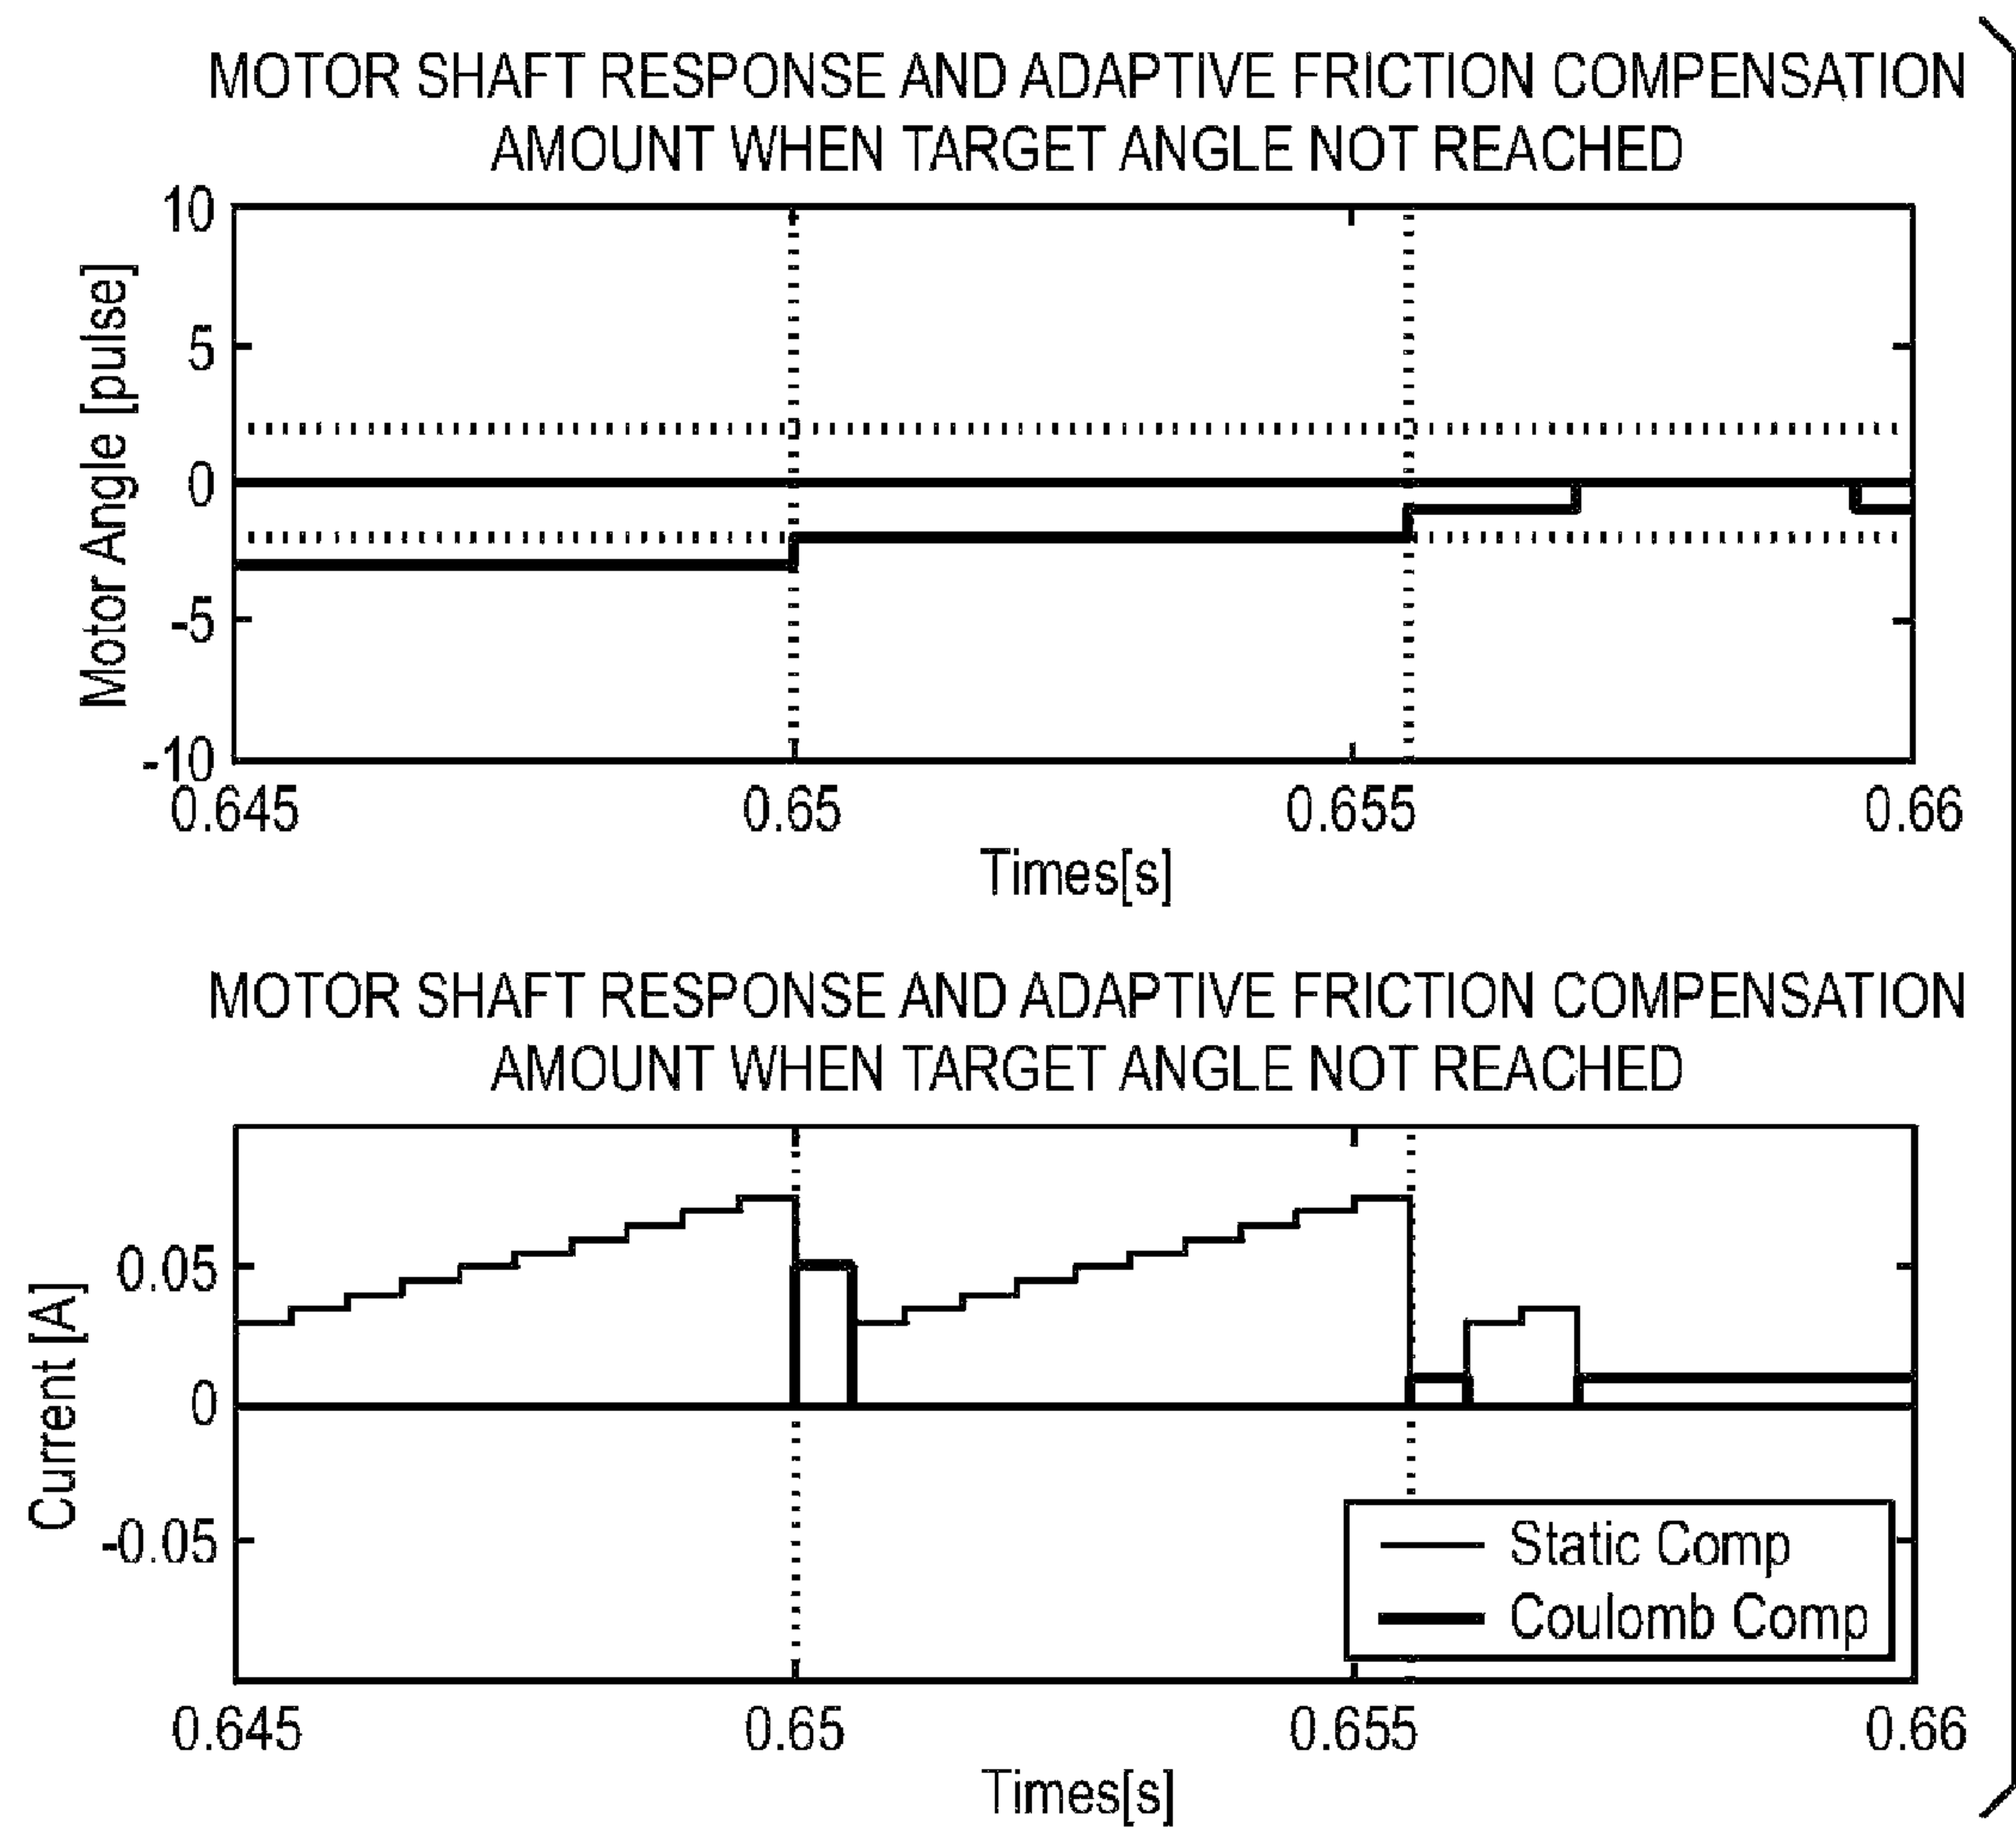 MOTOR SHAFT RESPONSE AND ADAPTIVE FRICTION COMPENSATION
AMOUNT WHEN TARGET ANGLE NOT REACHED
10
5
0
-5
-10
Motor Angle [pulse]
0.645 0.65 0.655 0.66
Times[s]
MOTOR SHAFT RESPONSE AND ADAPTIVE FRICTION COMPENSATION
AMOUNT WHEN TARGET ANGLE NOT REACHED
0.05
0
-0.05
Current [A]
Static Comp
Coulomb Comp
0.645 0.65 0.655 0.66
Times[s]